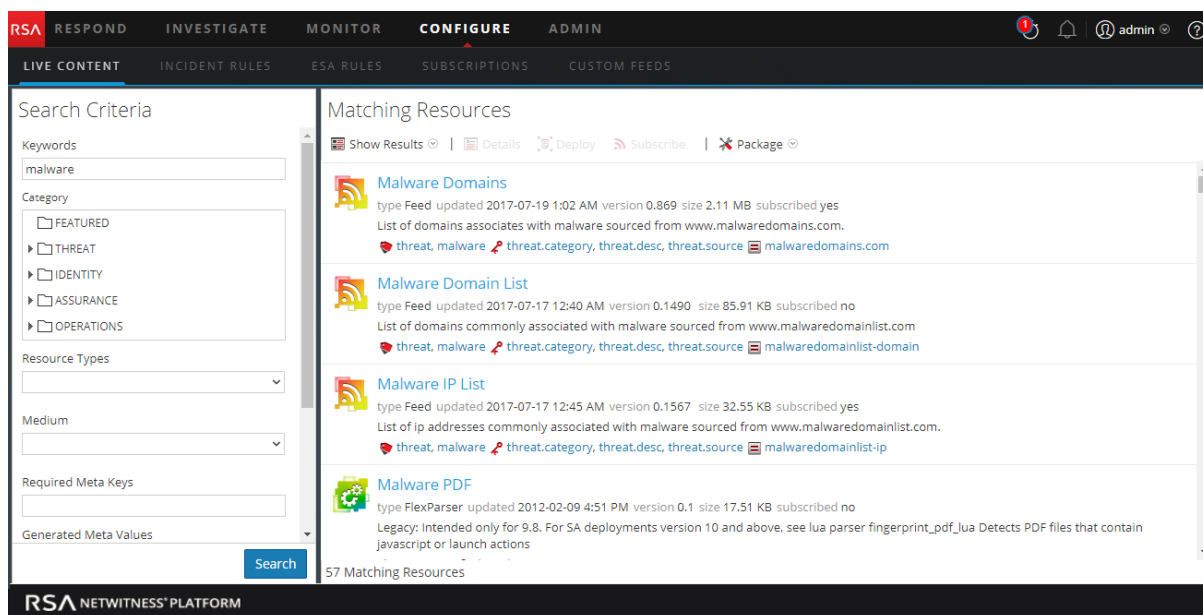 RSA RESPOND INVESTIGATE MONITOR CONFIGURE ADMIN 1 admin ?
LIVE CONTENT INCIDENT RULES ESA RULES SUBSCRIPTIONS CUSTOM FEEDS
Search Criteria
Keywords
malware
Category
FEATURED
THREAT
IDENTITY
ASSURANCE
OPERATIONS
Resource Types
Medium
Required Meta Keys
Generated Meta Values
Search
Matching Resources
Show Results | Details Deploy Subscribe | Package
Malware Domains
type Feed updated 2017-07-19 1:02 AM version 0.869 size 2.11 MB subscribed yes
List of domains associates with malware sourced from www.malwaredomains.com.
threat, malware threat.category, threat.desc, threat.source malwaredomains.com
Malware Domain List
type Feed updated 2017-07-17 12:40 AM version 0.1490 size 85.91 KB subscribed no
List of domains commonly associated with malware sourced from www.malwaredomainlist.com
threat, malware threat.category, threat.desc, threat.source malwaredomainlist-domain
Malware IP List
type Feed updated 2017-07-17 12:45 AM version 0.1567 size 32.55 KB subscribed yes
List of ip addresses commonly associated with malware sourced from www.malwaredomainlist.com.
threat, malware threat.category, threat.desc, threat.source malwaredomainlist-ip
Malware PDF
type FlexParser updated 2012-02-09 4:51 PM version 0.1 size 17.51 KB subscribed no
Legacy: Intended only for 9.8. For SA deployments version 10 and above, see lua parser fingerprint_pdf_lua Detects PDF files that contain
javascript or launch actions
57 Matching Resources
RSA NETWITNESS® PLATFORM